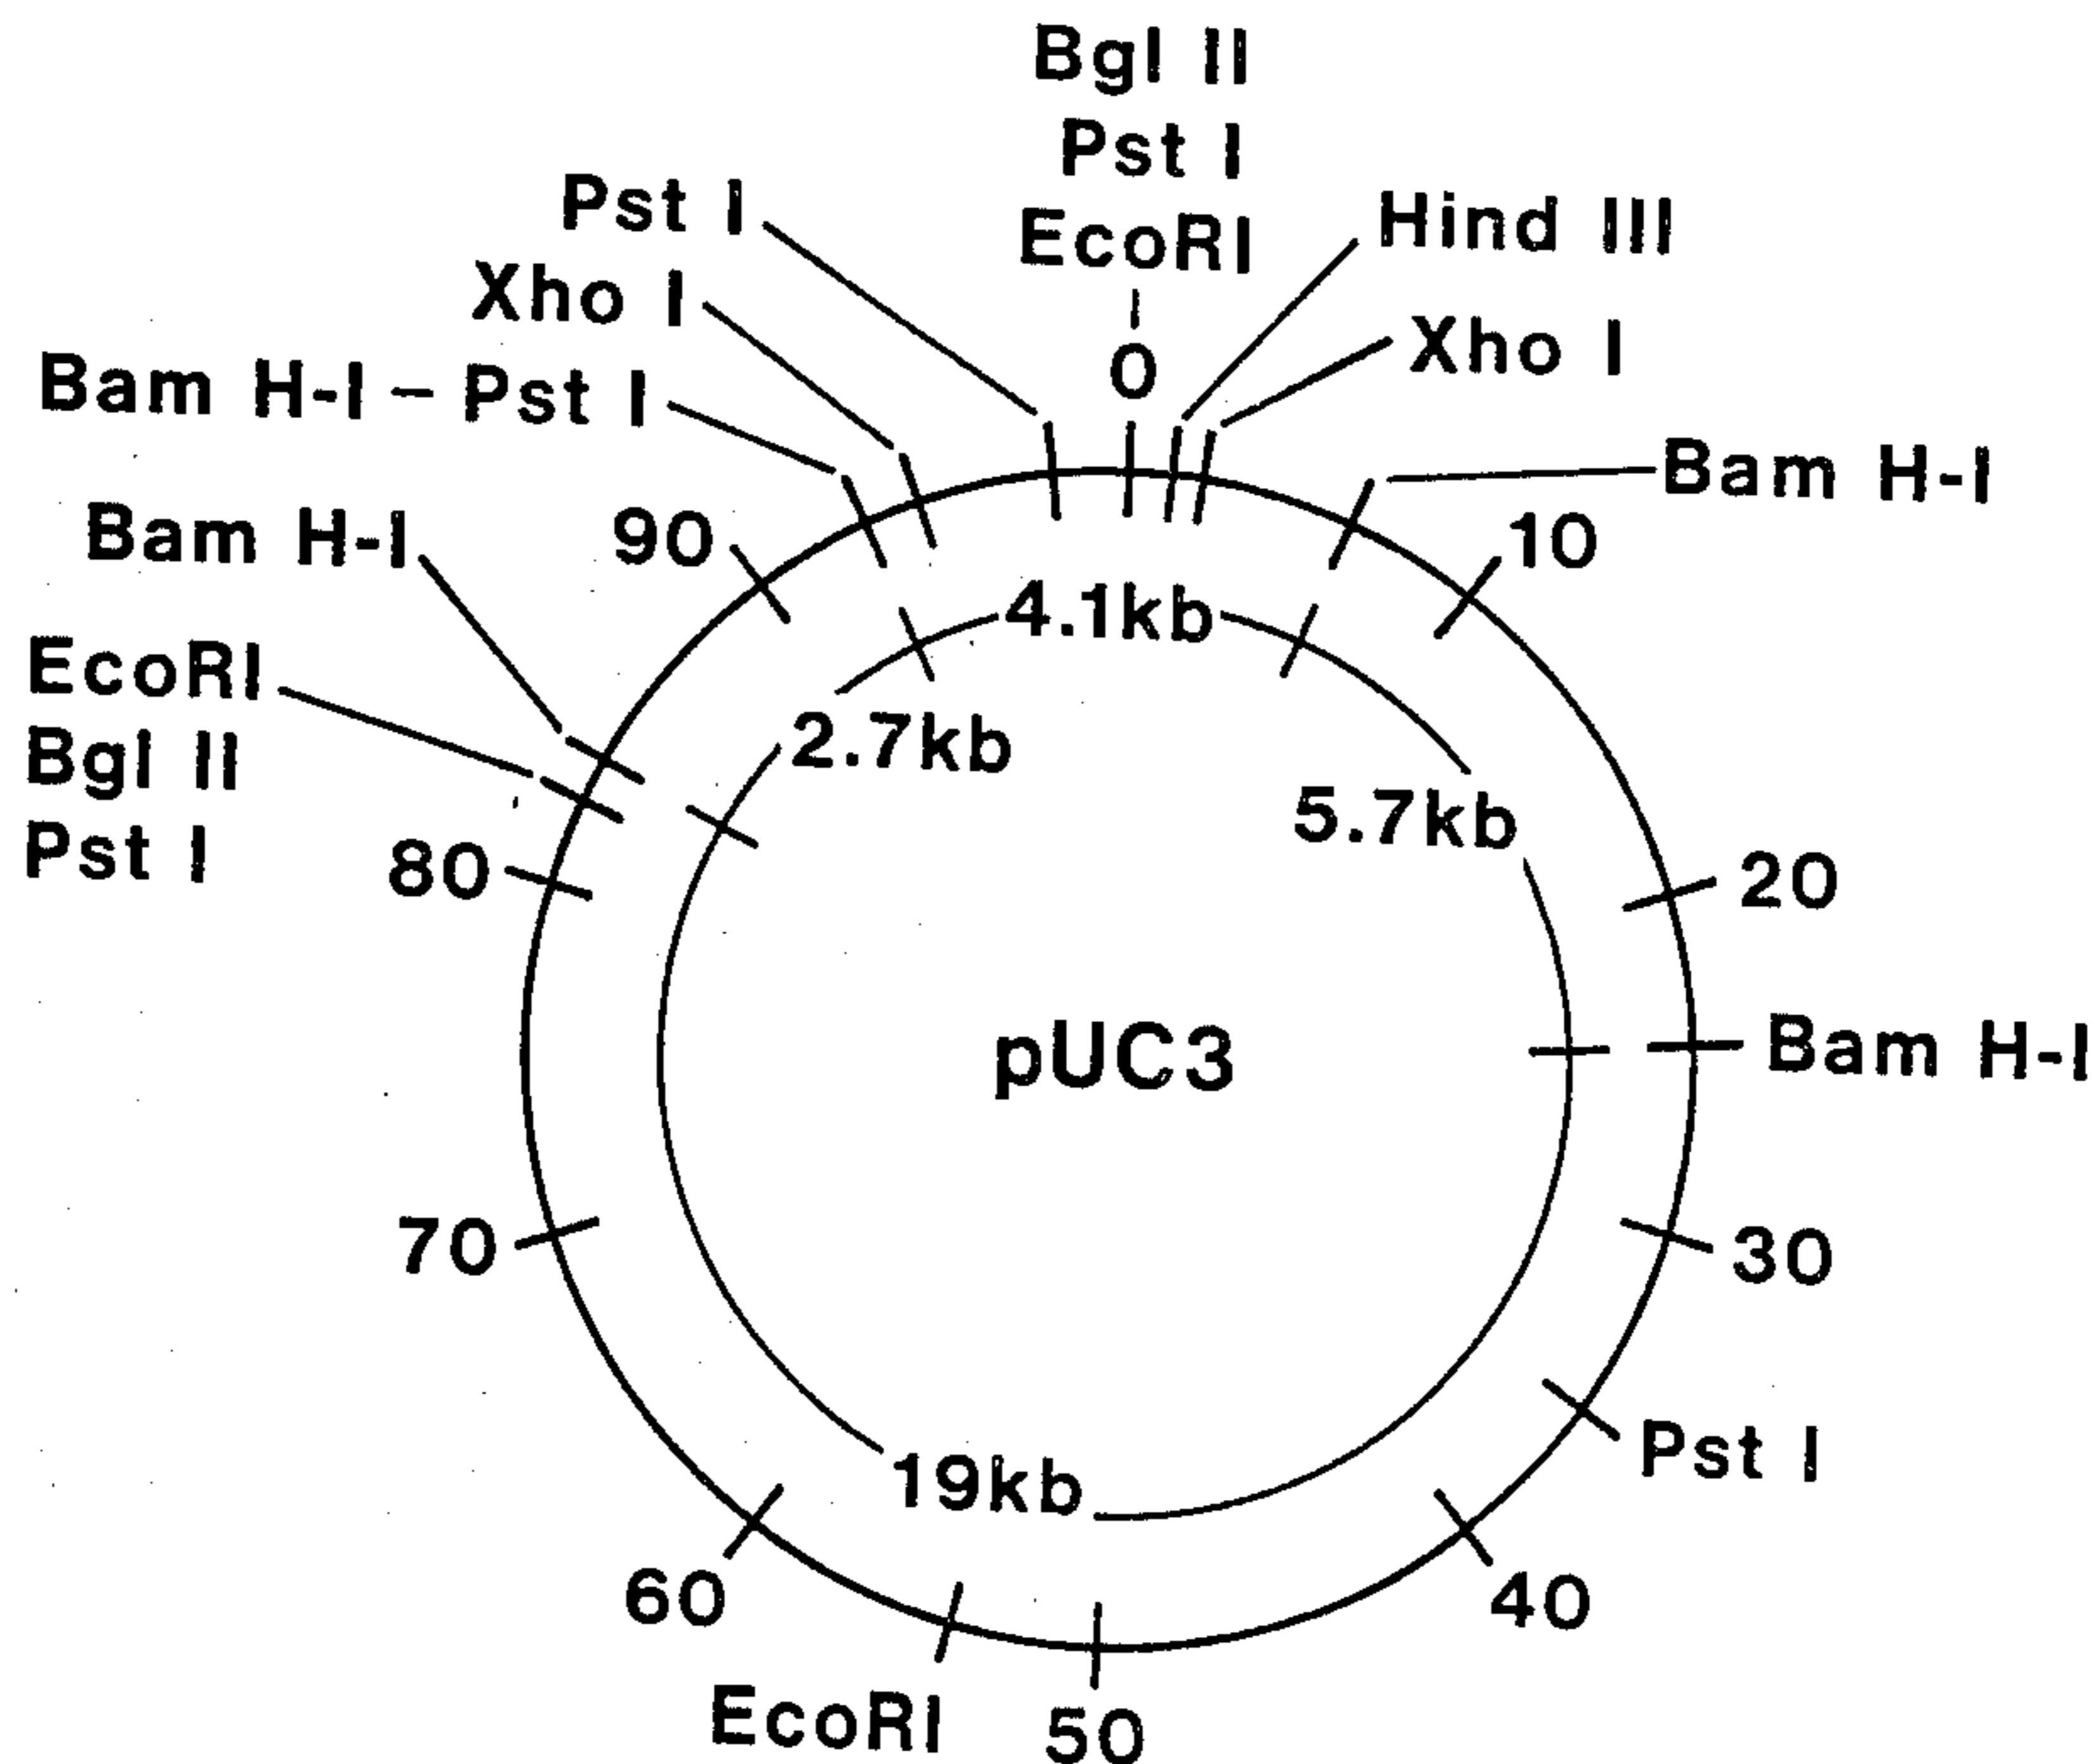 Bgl II
Pst I
EcoRI
0
Pst I
Xho I
Bam H-I – Pst I
Bam H-I
EcoRI
Bgl II
Pst I
Hind III
Xho I
Bam H-I
10
20
Bam H-I
30
Pst I
40
50
EcoRI
60
70
80
90
4.1kb
2.7kb
5.7kb
pUC3
19kb